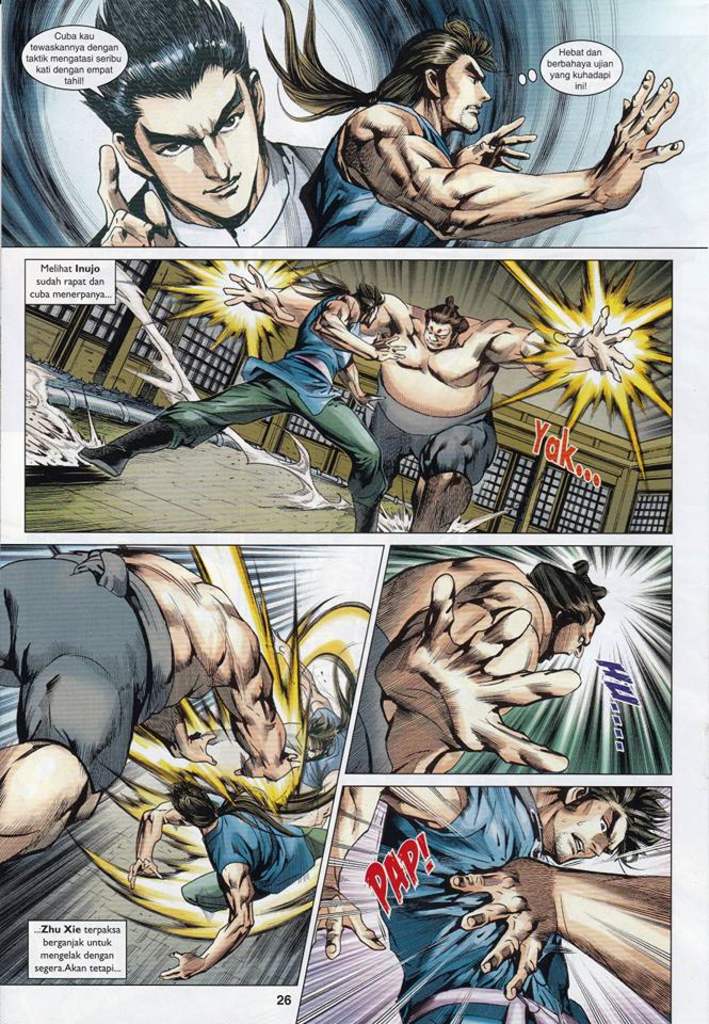 Cuba kau
tewaskannya dengan
taktik mengatasi seribu
kati dengan empat
tahil!
Hebat dan
berbahaya ujian
yang kuhadapi
ini!
Melihat Inujo
sudah rapat dan
cuba menerpanya...
Yak...
HU....
PAP!
...Zhu Xie terpaksa
berganjak untuk
mengelak dengan
segera.Akan tetapi...
26